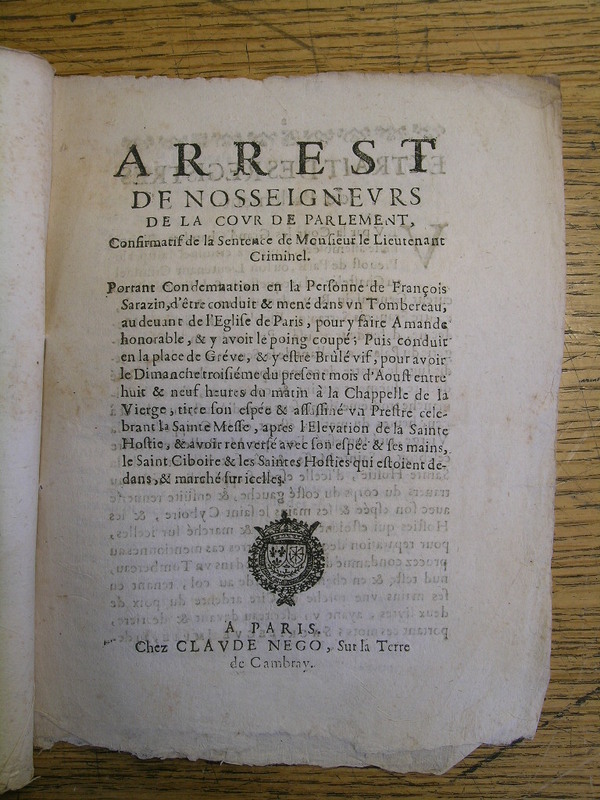 ARREST
DE NOSSEIGNEVRS
DE LA COVR DE PARLEMENT,
Confirmatif de la Sentence de Monsieur le Lieutenant
Criminel.
Portant Condemnation en la Personne de François
Sarazin, d'être conduit & mené dans vn Tombereau,
au deuant de l'Eglise de Paris, pour y faire Amande
honorable, & y avoir le poing coupé; Puis conduit
en la place de Gréve, & y estre Brûlé vif, pour avoir
le Dimanche troisiéme du present mois d'Aoust entre
huit & neuf heures du matin à la Chappelle de la
Vierge, tirée son espée & assassiné vn Prestre cele-
brant la Sainte Messe, apres l'Elevation de la Sainte
Hostie, & avoir renversé avec son espée & ses mains,
le Saint Ciboire & les Saintes Hosties qui estoient de-
dans, & marché sur icelles.
A PARIS.
Chez CLAVDE NEGO, Sur la Terre
de Cambray.